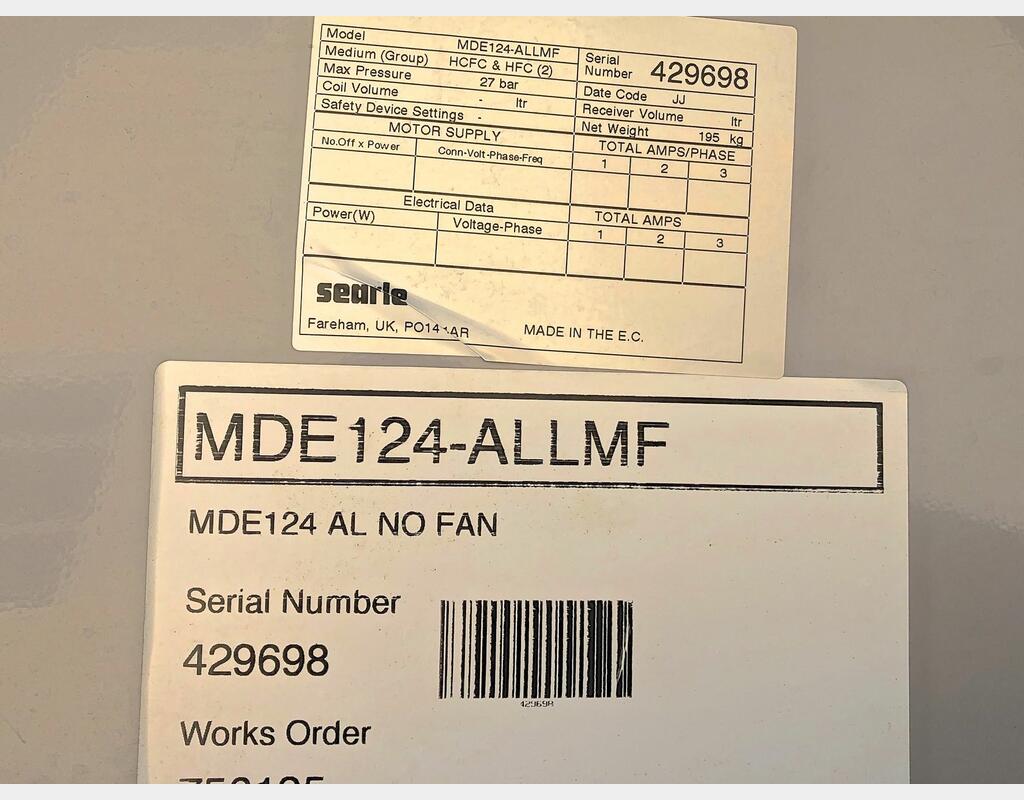 Model MDE124-ALLMF
Medium (Group) HCFC & HFC (2)
Max Pressure 27 bar
Coil Volume - ltr
Safety Device Settings -
Serial Number 429698
Date Code JJ
Receiver Volume ltr
Net Weight 195 kg
MOTOR SUPPLY
TOTAL AMPS/PHASE
No.Off x Power Conn-Volt-Phase-Freq 1 2 3
Electrical Data
TOTAL AMPS
Power(W) Voltage-Phase 1 2 3
searle
Fareham, UK, MADE IN THE E.C.
MDE124-ALLMF
MDE124 AL NO FAN
Serial Number
429698
429698
Works Order